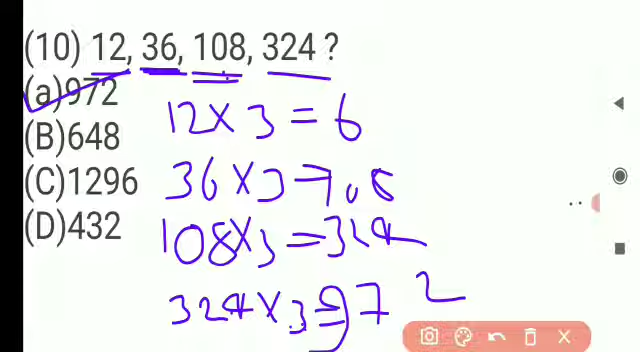 (10) 12, 36, 108, 324 ?
(a)972
(B)648
(C)1296
(D)432
12 x 3 = 6
36 x 3 = 
108 x 3 = 324
324 x 3 = 972